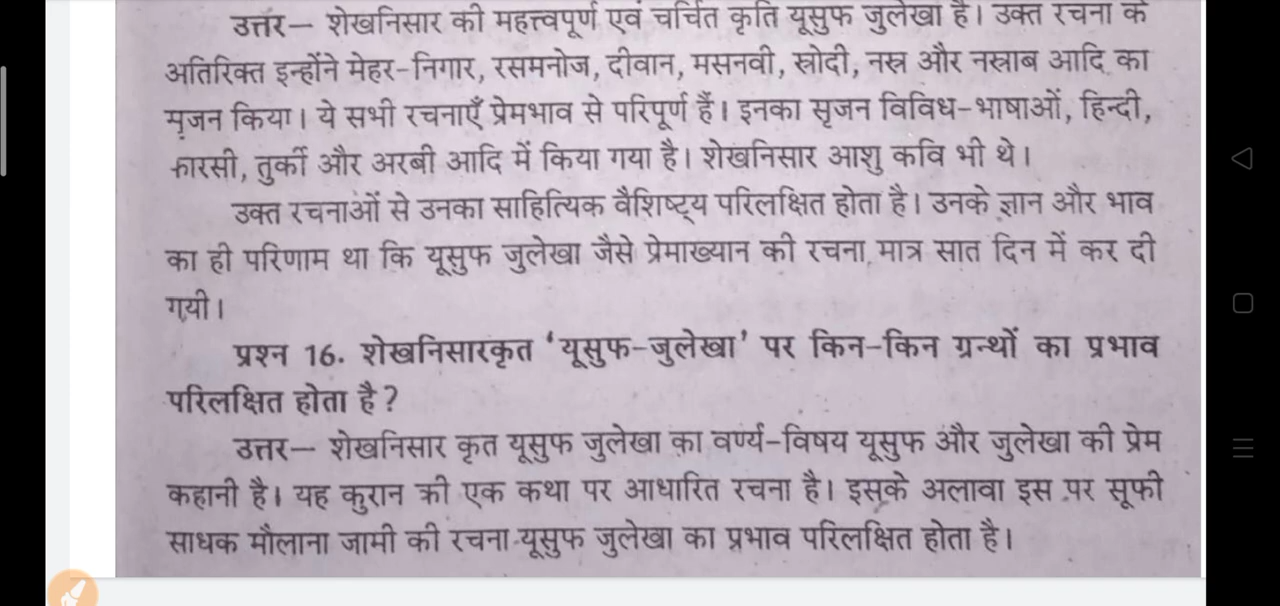 उत्तर— शेखनिसार की महत्त्वपूर्ण एवं चर्चित कृति यूसुफ जुलेखा है। उक्त रचना के
अतिरिक्त इन्होंने मेहर-निगार, रसमनोज, दीवान, मसनवी, स्रोदी, नस्र और नस्राब आदि का
सृजन किया। ये सभी रचनाएँ प्रेमभाव से परिपूर्ण हैं। इनका सृजन विविध-भाषाओं, हिन्दी,
फारसी, तुर्की और अरबी आदि में किया गया है। शेखनिसार आशु कवि भी थे।
उक्त रचनाओं से उनका साहित्यिक वैशिष्ट्य परिलक्षित होता है। उनके ज्ञान और भाव
का ही परिणाम था कि यूसुफ जुलेखा जैसे प्रेमाख्यान की रचना मात्र सात दिन में कर दी
गयी।
प्रश्न 16. शेखनिसारकृत 'यूसुफ-जुलेखा' पर किन-किन ग्रन्थों का प्रभाव
परिलक्षित होता है?
उत्तर— शेखनिसार कृत यूसुफ जुलेखा का वर्ण्य-विषय यूसुफ और जुलेखा की प्रेम
कहानी है। यह कुरान की एक कथा पर आधारित रचना है। इसके अलावा इस पर सूफी
साधक मौलाना जामी की रचना यूसुफ जुलेखा का प्रभाव परिलक्षित होता है।